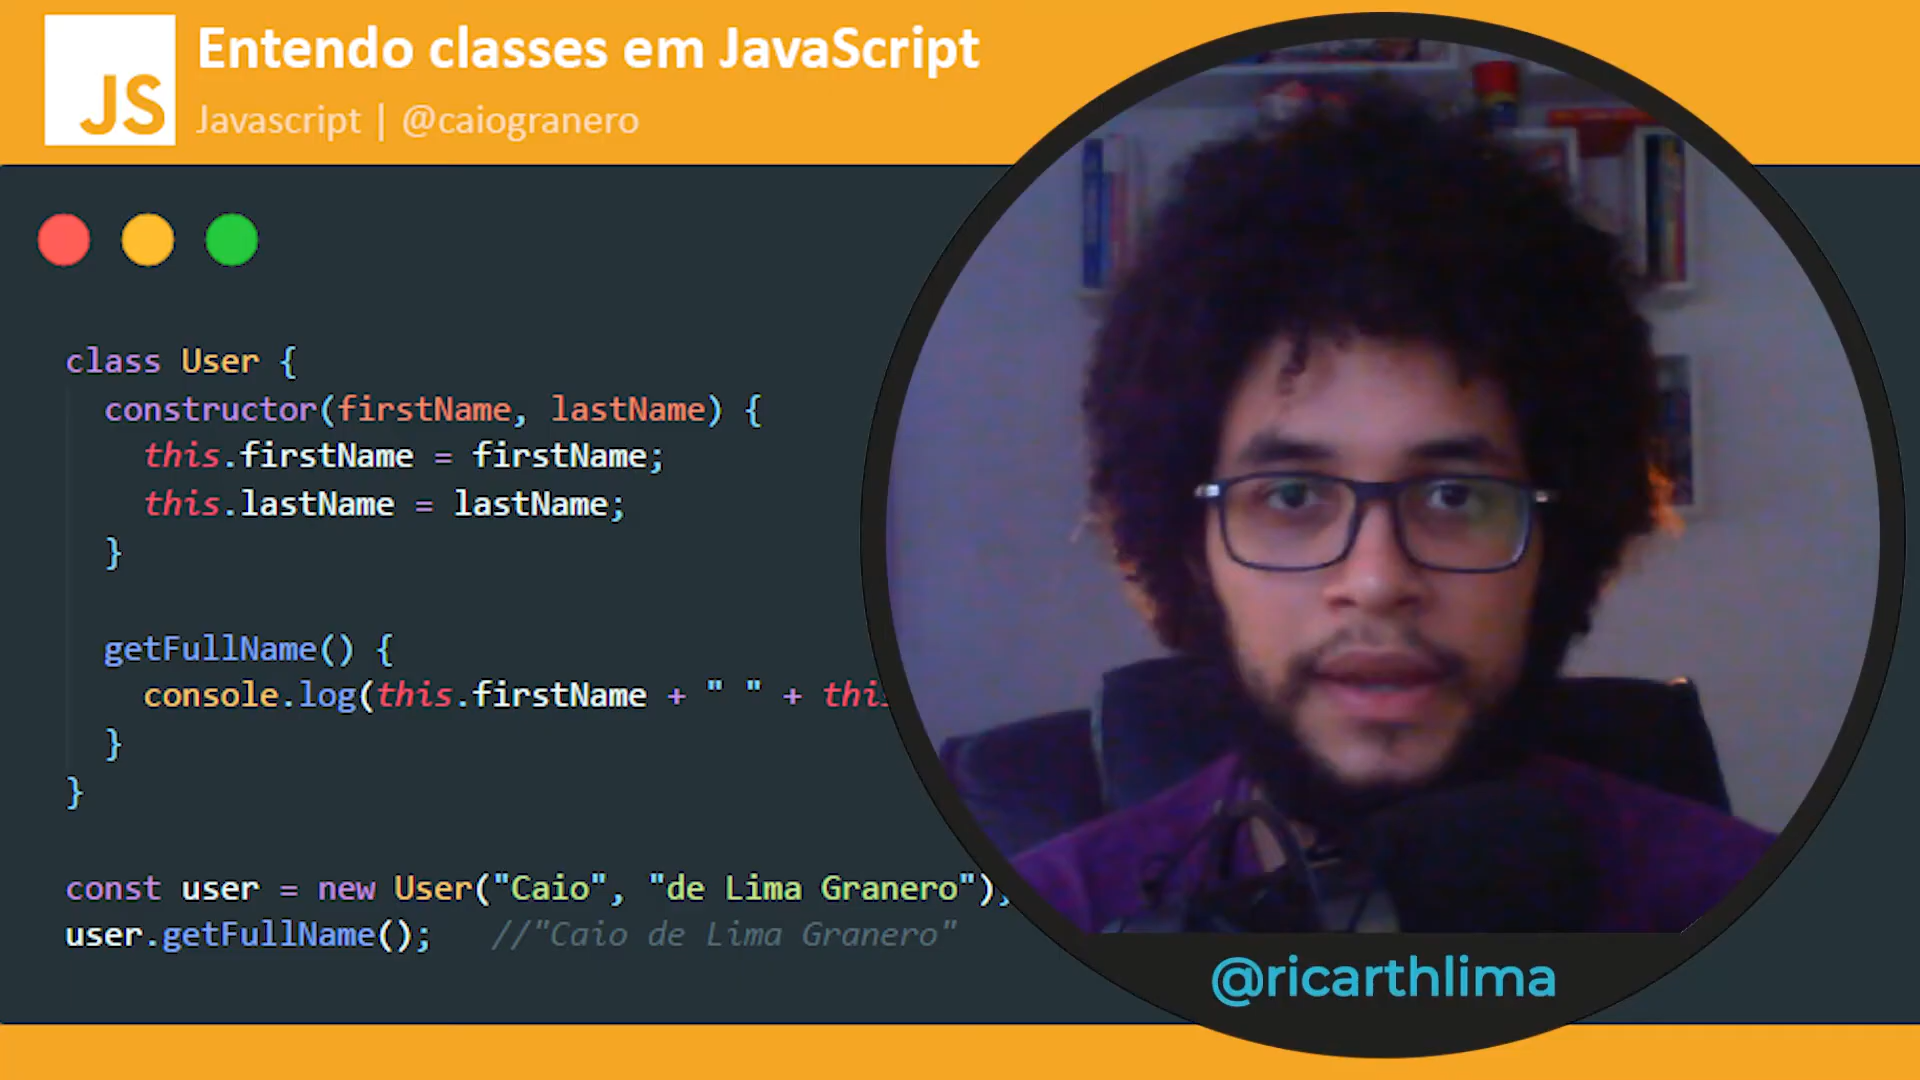 JS
Entendo classes em JavaScript
Javascript | @caiogranero
class User {
constructor(firstName, lastName) {
this.firstName = firstName;
this.lastName = lastName;
}
getFullName() {
console.log(this.firstName + " " + this
}
}
const user = new User("Caio", "de Lima Granero");
user.getFullName(); //"Caio de Lima Granero"
@ricarthlima